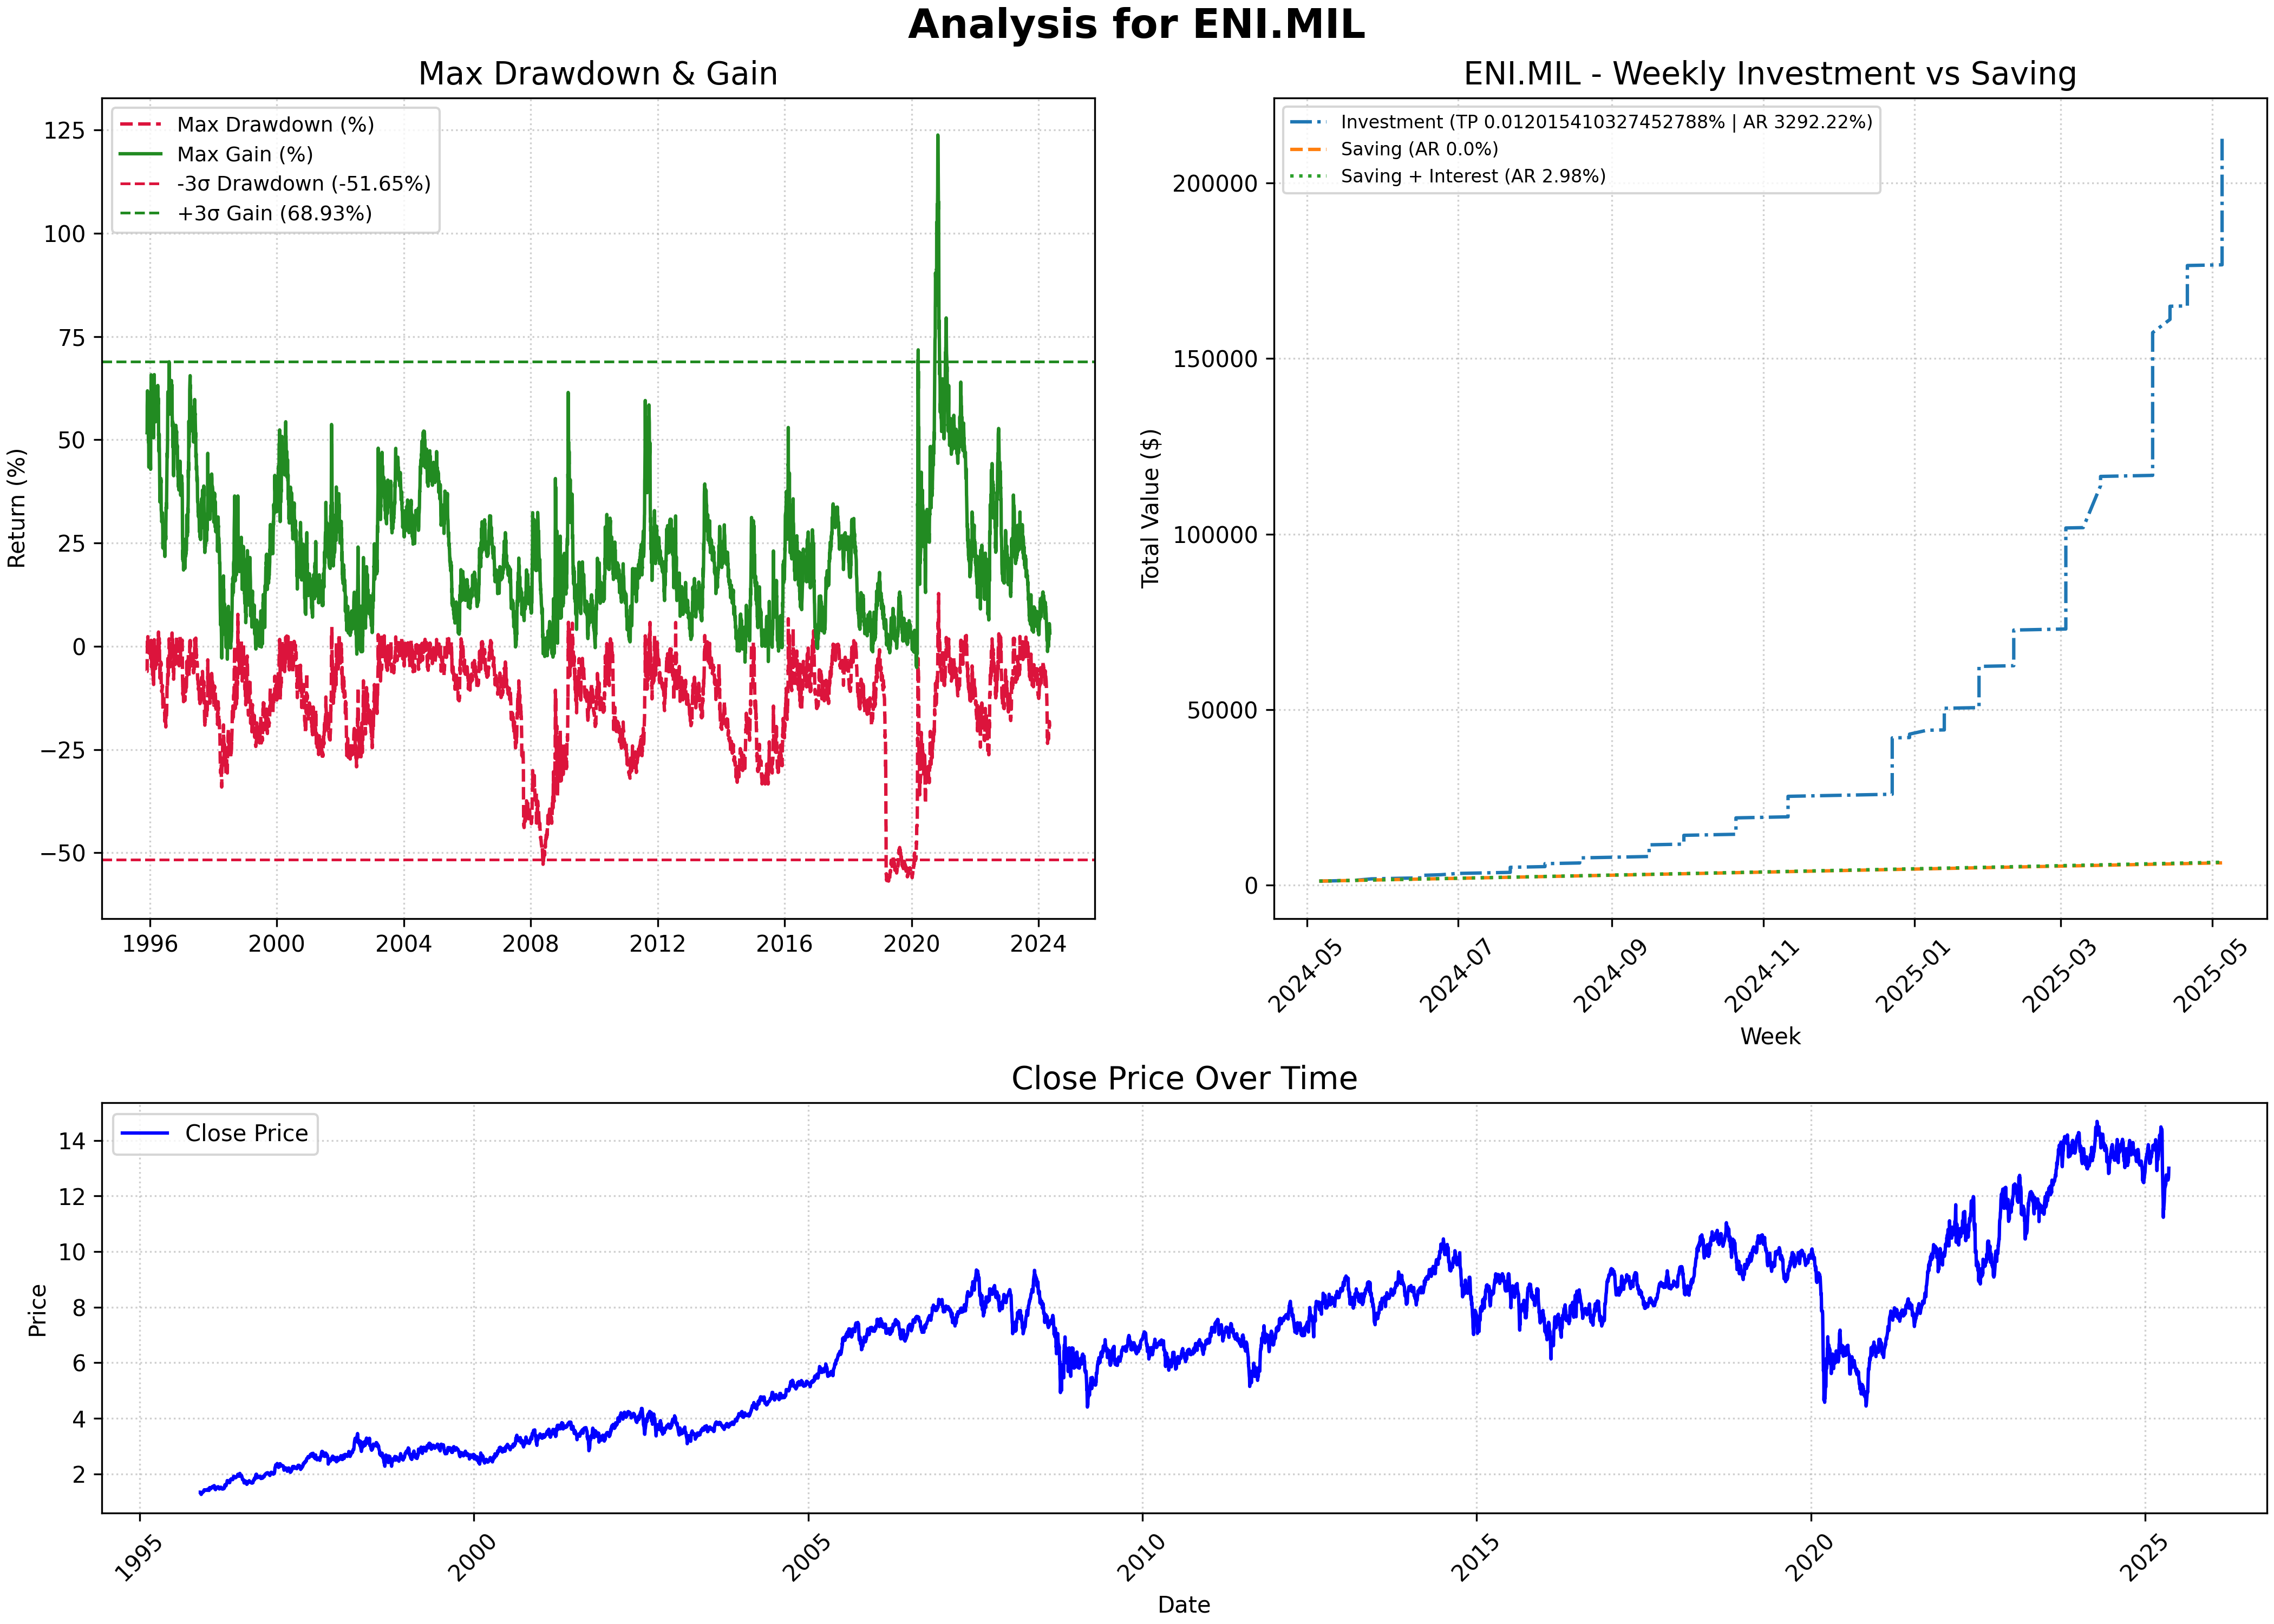 Analysis for ENI.MIL
Max Drawdown & Gain
Max Drawdown (%)
Max Gain (%)
-3σ Drawdown (-51.65%)
+3σ Gain (68.93%)
Return (%)
125
100
75
50
25
0
−25
−50
1996
2000
2004
2008
2012
2016
2020
2024
ENI.MIL - Weekly Investment vs Saving
Investment (TP 0.012015410327452788% | AR 3292.22%)
Saving (AR 0.0%)
Saving + Interest (AR 2.98%)
Total Value ($)
200000
150000
100000
50000
0
2024-05
2024-07
2024-09
2024-11
2025-01
2025-03
2025-05
Week
Close Price Over Time
Close Price
Price
14
12
10
8
6
4
2
1995
2000
2005
2010
2015
2020
2025
Date